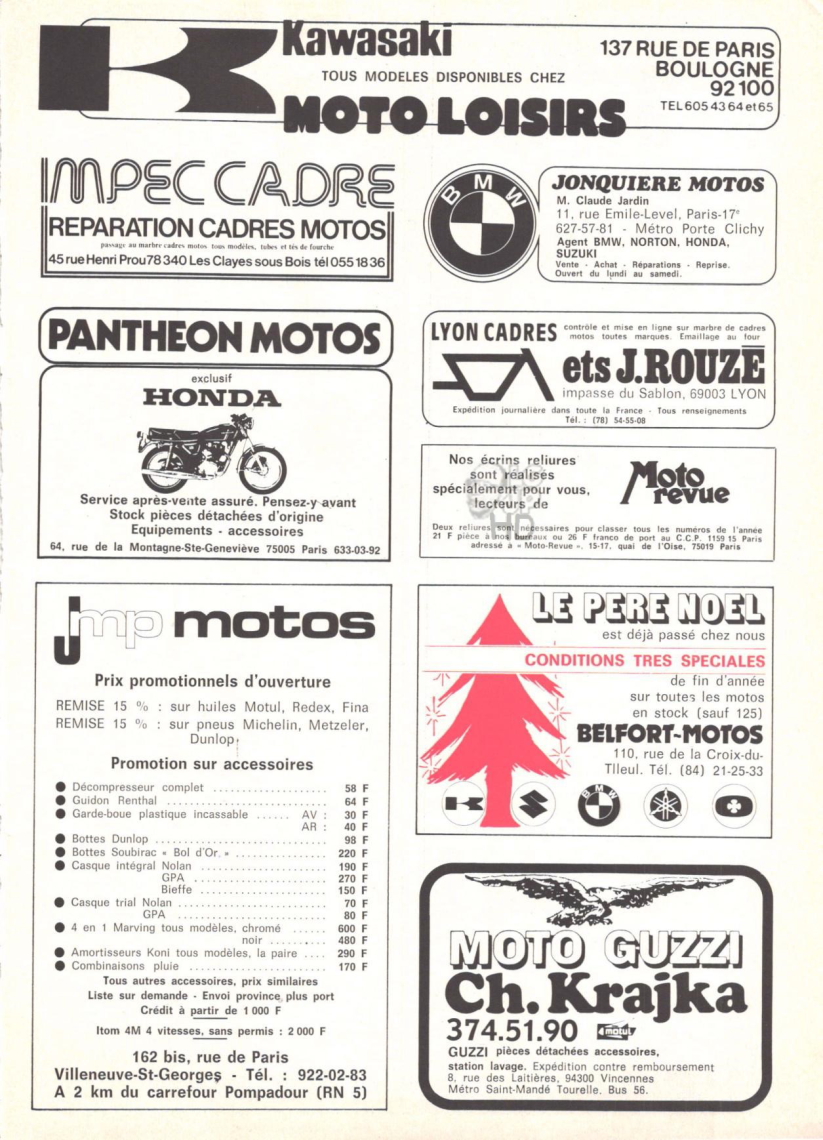 Kawasaki
TOUS MODELES DISPONIBLES CHEZ
MOTO LOISIRS
137 RUE DE PARIS
BOULOGNE
92100
TEL 605 43 64 et 65
IMPEC CADRE
REPARATION CADRES MOTOS
passage au marbre cadres motos tous modèles, tubes et tés de fourche
45 rue Henri Prou 78 340 Les Clayes sous Bois tél 055 18 36
BMW
JONQUIERE MOTOS
M. Claude Jardin
11, rue Emile-Level, Paris-17e
627-57-81 - Métro Porte Clichy
Agent BMW, NORTON, HONDA,
SUZUKI
Vente - Achat - Réparations - Reprise.
Ouvert du lundi au samedi.
PANTHEON MOTOS
exclusif
HONDA
Service après-vente assuré. Pensez-y avant
Stock pièces détachées d'origine
Equipements - accessoires
64, rue de la Montagne-Ste-Geneviève 75005 Paris 633-03-92
LYON CADRES
contrôle et mise en ligne sur marbre de cadres
motos toutes marques. Emaillage au four
ets J. ROUZÉ
impasse du Sablon, 69003 LYON
Expédition journalière dans toute la France - Tous renseignements
Tél. : (78) 54-55-08
Nos écrins reliures
sont réalisés
spécialement pour vous,
lecteurs de
Moto
revue
Deux reliures sont nécessaires pour classer tous les numéros de l'année
21 F pièce à nos bureaux ou 26 F franco de port au C.C.P. 1159 15 Paris
adressé à « Moto-Revue », 15-17, quai de l'Oise, 75019 Paris
jmp motos
Prix promotionnels d'ouverture
REMISE 15 % : sur huiles Motul, Redex, Fina
REMISE 15 % : sur pneus Michelin, Metzeler,
Dunlop,
Promotion sur accessoires
● Décompresseur complet .................... 58 F
● Guidon Renthal ............................ 64 F
● Garde-boue plastique incassable ...... AV : 30 F
AR : 40 F
● Bottes Dunlop .............................. 98 F
● Bottes Soubirac « Bol d'Or » ................ 220 F
● Casque intégral Nolan ...................... 190 F
GPA ....................... 270 F
Bieffe ...................... 150 F
● Casque trial Nolan .......................... 70 F
GPA .......................... 80 F
● 4 en 1 Marving tous modèles, chromé ...... 600 F
noir .......... 480 F
● Amortisseurs Koni tous modèles, la paire .... 290 F
● Combinaisons pluie ........................ 170 F
Tous autres accessoires, prix similaires
Liste sur demande - Envoi province, plus port
Crédit à partir de 1 000 F
Itom 4M 4 vitesses, sans permis : 2 000 F
162 bis, rue de Paris
Villeneuve-St-Georges - Tél. : 922-02-83
A 2 km du carrefour Pompadour (RN 5)
LE PERE NOEL
est déjà passé chez nous
CONDITIONS TRES SPECIALES
de fin d'année
sur toutes les motos
en stock (sauf 125)
BELFORT-MOTOS
110, rue de la Croix-du-
Tlleul. Tél. (84) 21-25-33
BMW
MOTO GUZZI
Ch. Krajka
374.51.90 motul
GUZZI pièces détachées accessoires,
station lavage. Expédition contre remboursement
8, rue des Laitières, 94300 Vincennes
Métro Saint-Mandé Tourelle. Bus 56.